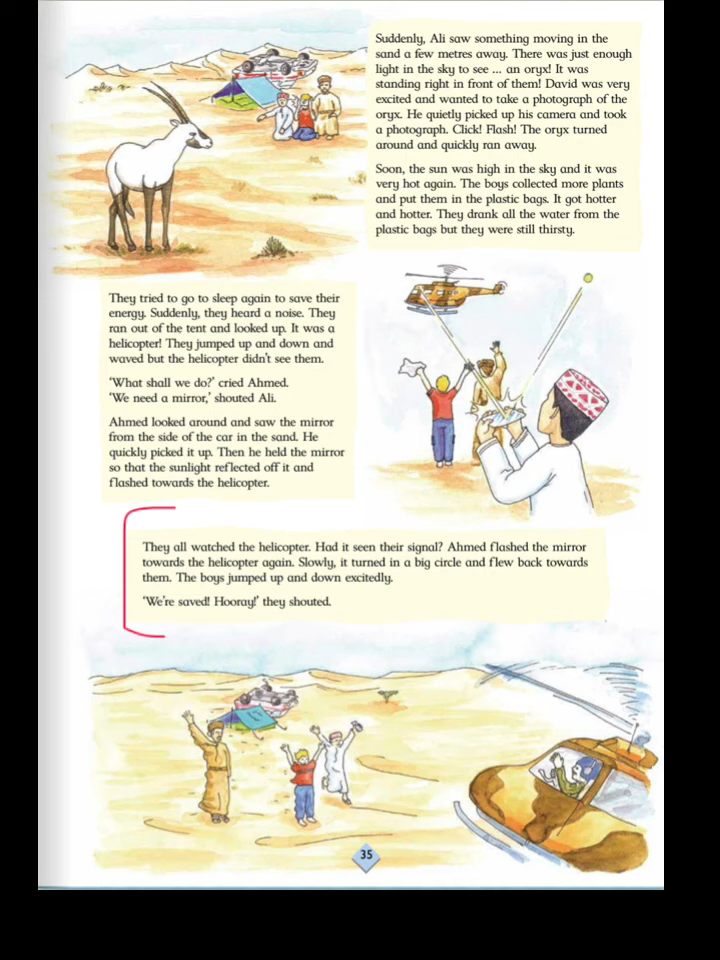 Suddenly, Ali saw something moving in the
sand a few metres away. There was just enough
light in the sky to see ... an oryx! It was
standing right in front of them! David was very
excited and wanted to take a photograph of the
oryx. He quietly picked up his camera and took
a photograph. Click! Flash! The oryx turned
around and quickly ran away.
Soon, the sun was high in the sky and it was
very hot again. The boys collected more plants
and put them in the plastic bags. It got hotter
and hotter. They drank all the water from the
plastic bags but they were still thirsty.
They tried to go to sleep again to save their
energy. Suddenly, they heard a noise. They
ran out of the tent and looked up. It was a
helicopter! They jumped up and down and
waved but the helicopter didn't see them.
'What shall we do?' cried Ahmed.
'We need a mirror,' shouted Ali.
Ahmed looked around and saw the mirror
from the side of the car in the sand. He
quickly picked it up. Then he held the mirror
so that the sunlight reflected off it and
flashed towards the helicopter.
They all watched the helicopter. Had it seen their signal? Ahmed flashed the mirror
towards the helicopter again. Slowly, it turned in a big circle and flew back towards
them. The boys jumped up and down excitedly.
'We're saved! Hooray!' they shouted.
35